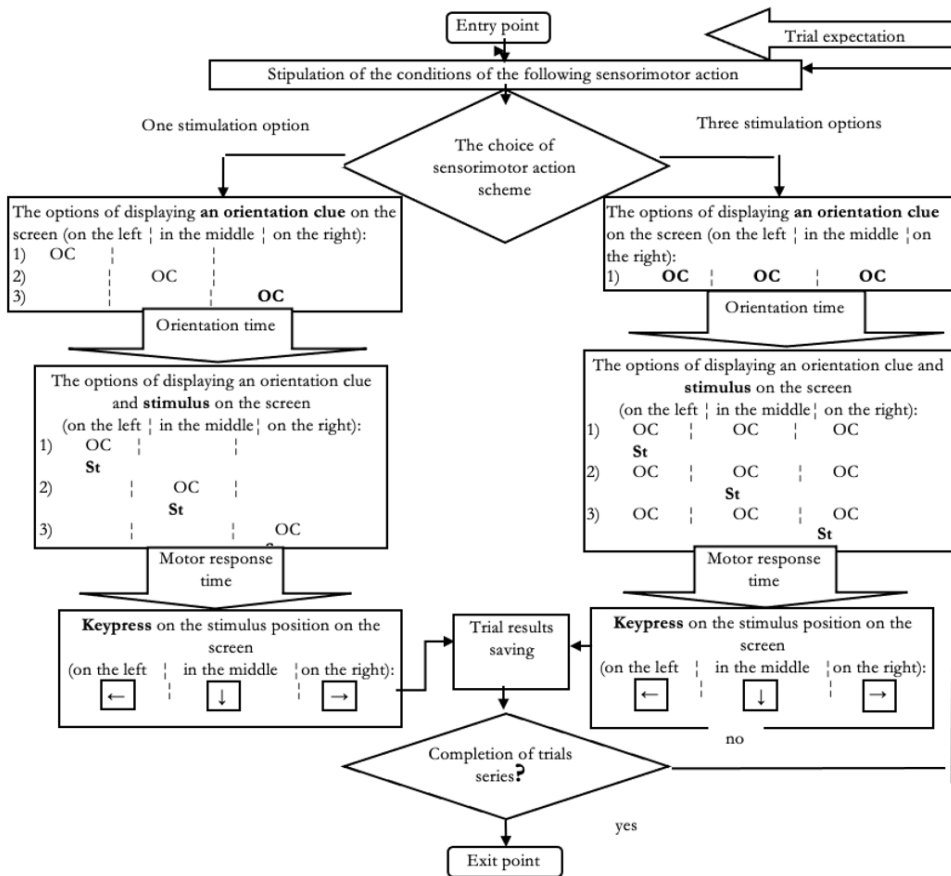 Entry point
Trial expectation
Stipulation of the conditions of the following sensorimotor action
One stimulation option
Three stimulation options
The choice of
sensorimotor action
scheme
The options of displaying an orientation clue on the
screen (on the left ¦ in the middle ¦ on the right):
1) OC ¦ ¦
2) ¦ OC ¦
3) ¦ ¦ OC
Orientation time
The options of displaying an orientation clue
and stimulus on the screen
(on the left ¦ in the middle ¦ on the right):
1) OC ¦ ¦
St
2) ¦ OC ¦
St
3) ¦ ¦ OC
Motor response
time
Keypress on the stimulus position on the
screen
(on the left ¦ in the middle ¦ on the right):
← ¦ ↓ ¦ →
The options of displaying an orientation clue
on the screen (on the left ¦ in the middle ¦ on
the right):
1) OC ¦ OC ¦ OC
Orientation time
The options of displaying an orientation clue and
stimulus on the screen
(on the left ¦ in the middle ¦ on the right):
1) OC ¦ OC ¦ OC
St
2) OC ¦ OC ¦ OC
St
3) OC ¦ OC ¦ OC
St
Motor response
time
Keypress on the stimulus position on the
screen
(on the left ¦ in the middle ¦ on the right):
← ¦ ↓ ¦ →
Trial results
saving
no
Completion of trials
series?
yes
Exit point